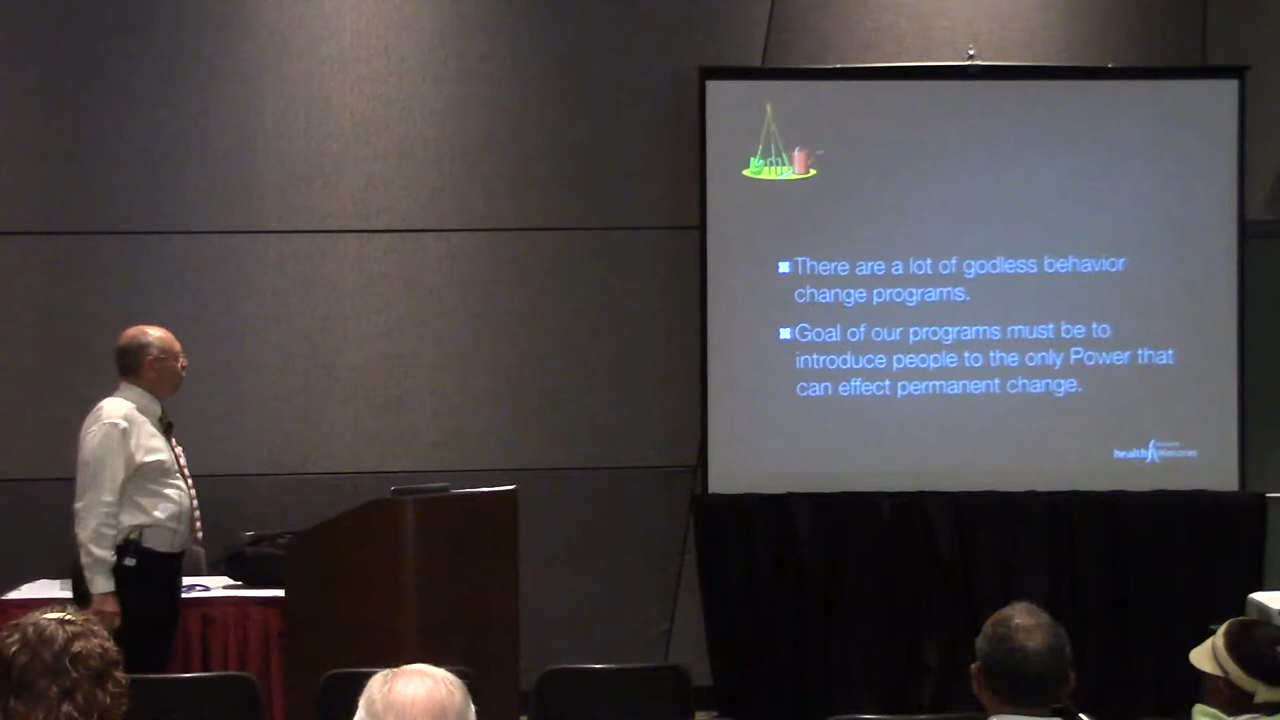 There are a lot of godless behavior
change programs.
Goal of our programs must be to
introduce people to the only Power that
can effect permanent change.
health Ministries